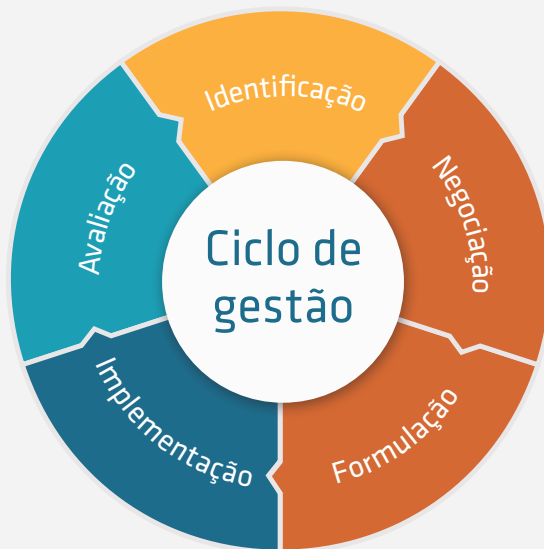 Identificação
Negociação
Formulação
Implementação
Avaliação
Ciclo de
gestão